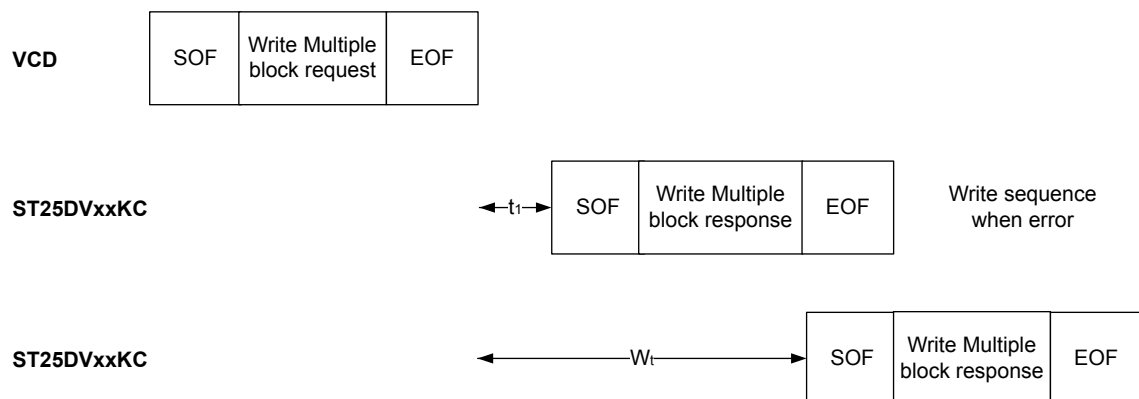 VCD
SOF
Write Multiple
block request
EOF
ST25DVxxKC
t1
SOF
Write Multiple
block response
EOF
Write sequence
when error
ST25DVxxKC
Wt
SOF
Write Multiple
block response
EOF